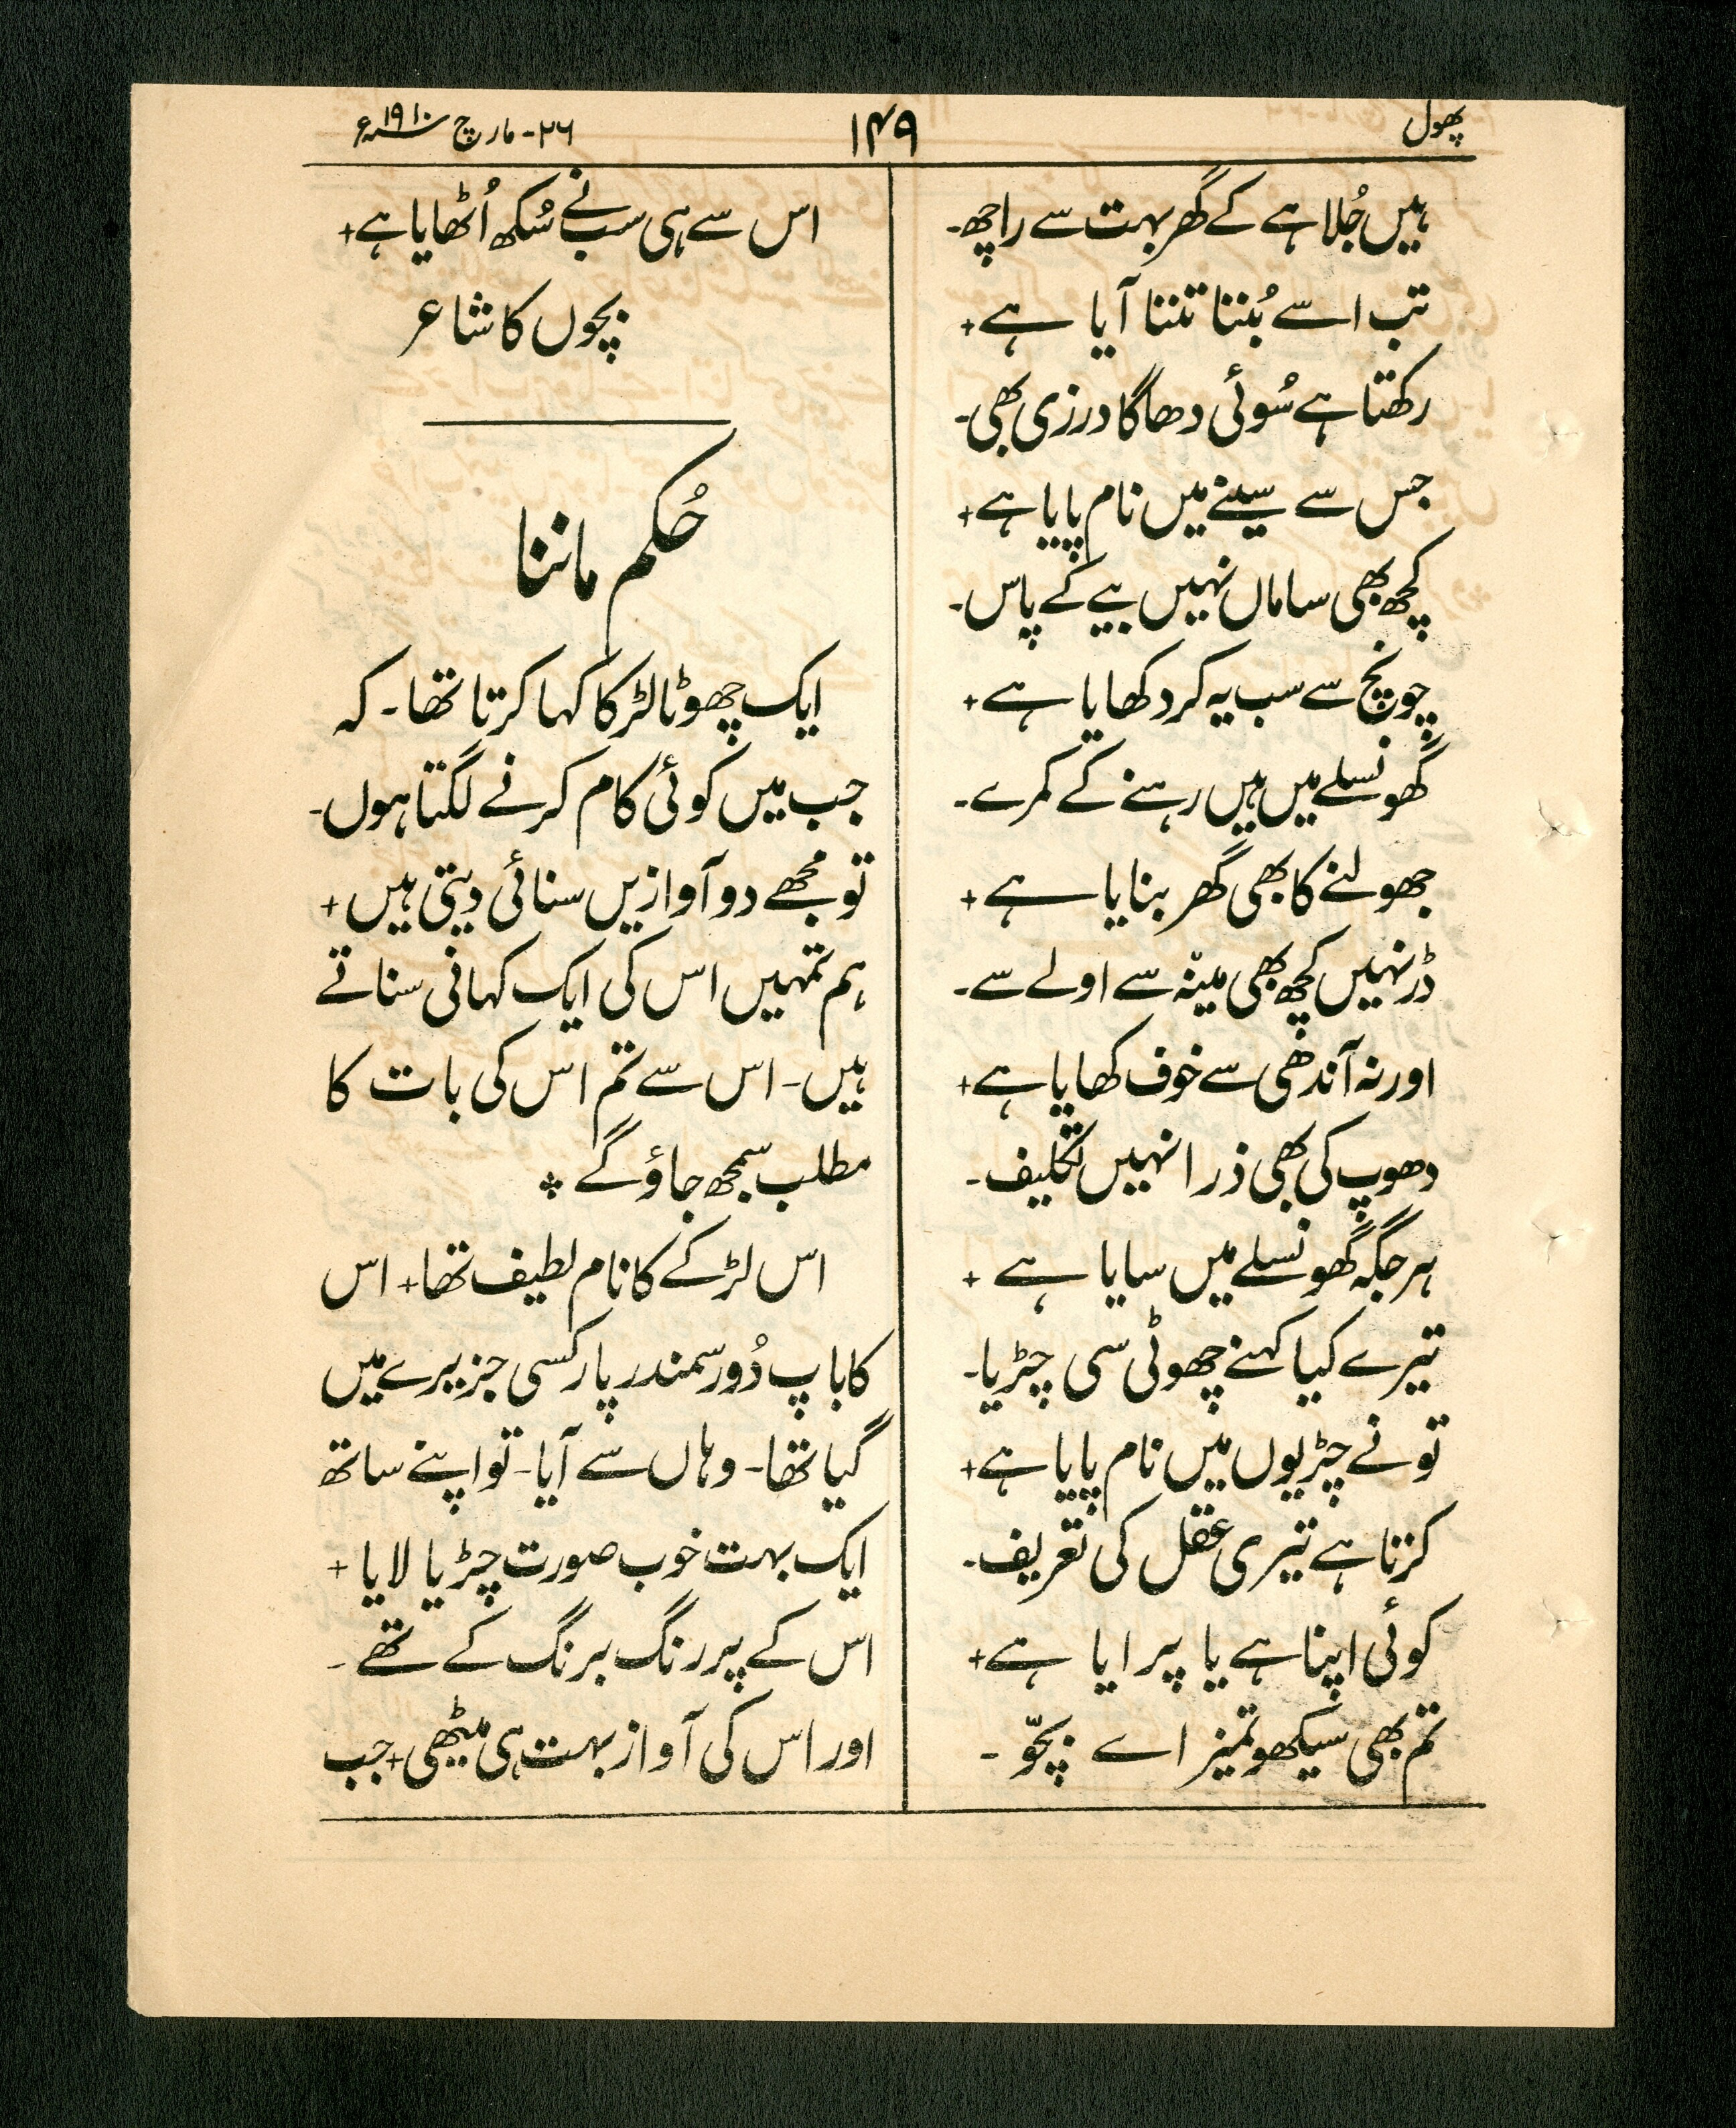 پھول
۱۴۹
۲۶- مارچ ۱۹۱۰ء
ہیں جُلاہے کے گھر بہت سے راچھ-
تب اسے بُننا تننا آیا ہے+
رکھتا ہے سُوئی دھاگا درزی بھی-
جس سے سینے میں نام پایا ہے+
کچھ بھی ساماں نہیں بیے کے پاس-
چونچ سے سب یہ کر دکھایا ہے+
گھونسلے میں ہیں رہنے کے کمرے-
جھولنے کا بھی گھر بنایا ہے+
ڈر نہیں کچھ بھی مینہ سے اولے سے-
اور نہ آندھی سے خوف کھایا ہے+
دھوپ کی بھی ذرا نہیں تکلیف-
ہر جگہ گھونسلے میں سایا ہے+
تیرے کیا کہنے چھوٹی سی چڑیا-
تو نے چڑیوں میں نام پایا ہے+
کرتا ہے تیری عقل کی تعریف-
کوئی اپنا ہے یا پرایا ہے+
تم بھی سیکھو تمیز اے بچّو-
اس سے ہی سب نے سُکھ اُٹھایا ہے+
بچوں کا شاعر
حُکم ماننا
ایک چھوٹا لڑکا کہا کرتا تھا- کہ
جب میں کوئی کام کرنے لگتا ہوں-
تو مجھے دو آوازیں سنائی دیتی ہیں+
ہم تمہیں اس کی ایک کہانی سناتے
ہیں- اس سے تم اس کی بات کا
مطلب سمجھ جاؤ گے ❖
اس لڑکے کا نام لطیف تھا+ اس
کا باپ دُور سمندر پار کسی جزیرے میں
گیا تھا- وہاں سے آیا- تو اپنے ساتھ
ایک بہت خوب صورت چڑیا لایا+
اس کے پر رنگ برنگ کے تھے-
اور اس کی آواز بہت ہی میٹھی+ جب